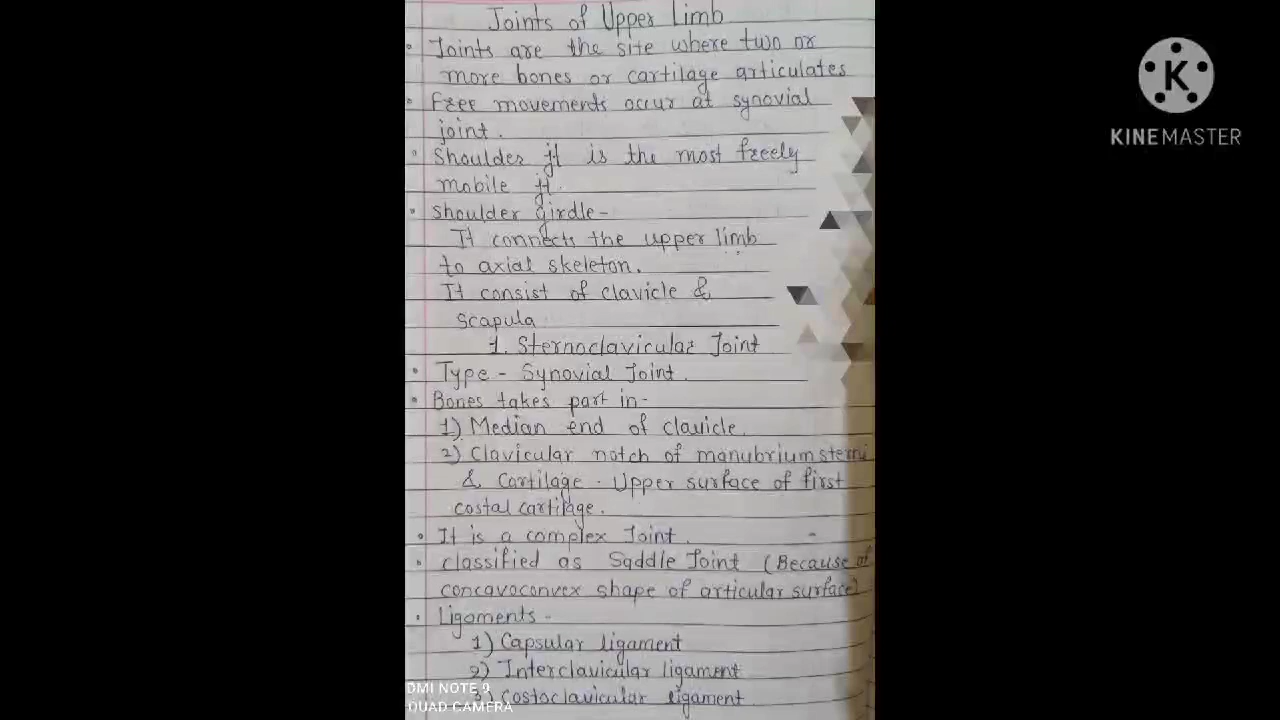 Joints of Upper Limb
• Joints are the site where two or
more bones or cartilage articulates
• Free movements occur at synovial
joint.
• Shoulder jt is the most freely
mobile jt.
• Shoulder girdle-
It connects the upper limb
to axial skeleton.
It consist of clavicle &
scapula
1. Sternoclavicular Joint
• Type - Synovial Joint.
• Bones takes part in-
1) Median end of clavicle.
2) Clavicular notch of manubrium sterni
& Cartilage. Upper surface of first
costal cartilage.
• It is a complex Joint.
• classified as Saddle Joint (Because of
concavoconvex shape of articular surface)
• Ligaments-
1) Capsular ligament
2) Interclavicular ligament
3) Costoclavicular ligament
DMI NOTE 9
QUAD CAMERA
K
KINEMASTER